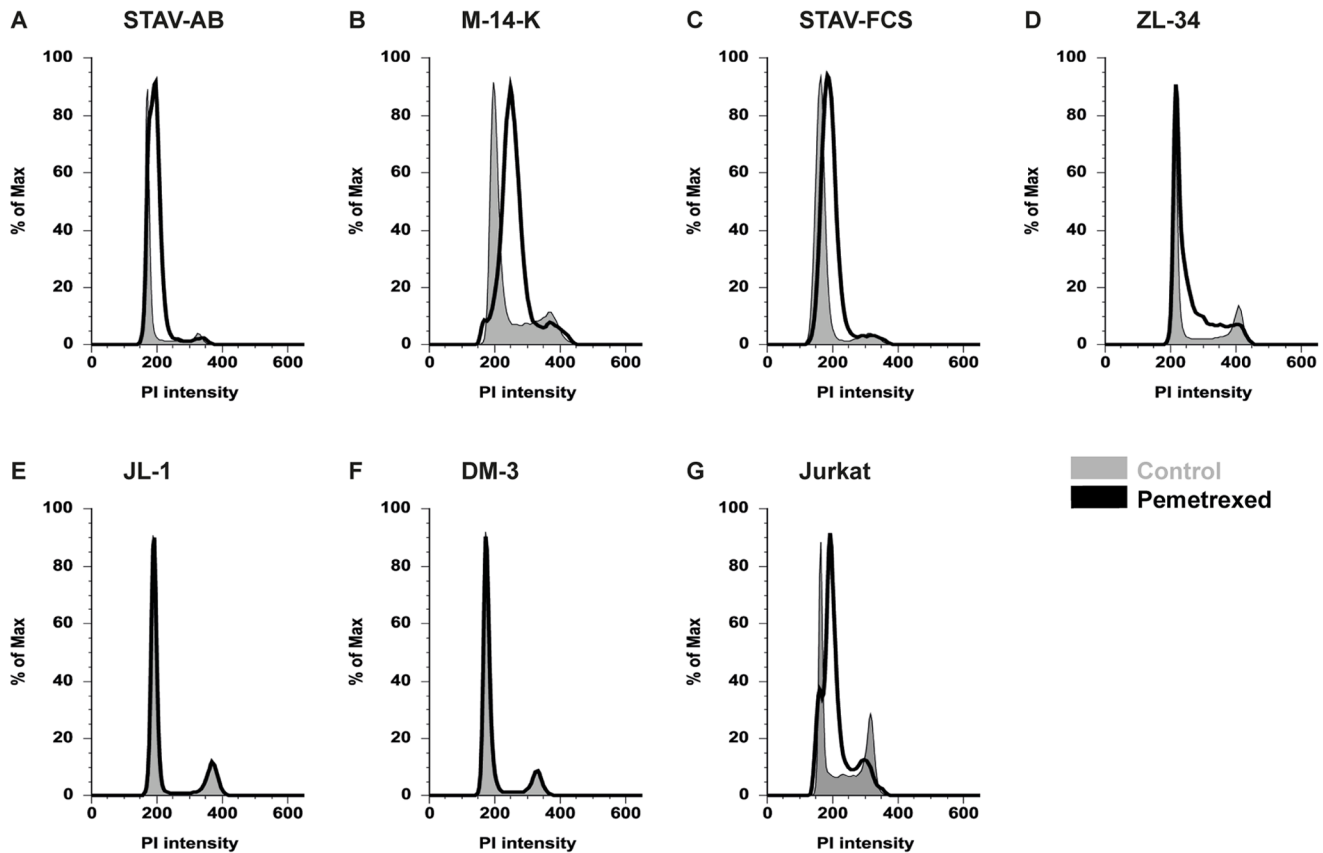 A STAV-AB
B M-14-K
C STAV-FCS
D ZL-34
100 100 100 100
80 80 80 80
60 60 60 60
40 40 40 40
20 20 20 20
0 0 0 0
% of Max % of Max % of Max % of Max
0 200 400 600 0 200 400 600 0 200 400 600 0 200 400 600
PI intensity PI intensity PI intensity PI intensity
E JL-1
F DM-3
G Jurkat
Control
Pemetrexed
100 100 100
80 80 80
60 60 60
40 40 40
20 20 20
0 0 0
% of Max % of Max % of Max
0 200 400 600 0 200 400 600 0 200 400 600
PI intensity PI intensity PI intensity